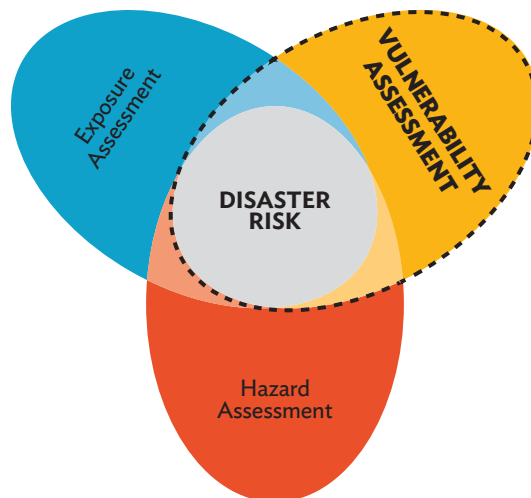 Exposure
Assessment
VULNERABILITY
ASSESSMENT
DISASTER
RISK
Hazard
Assessment